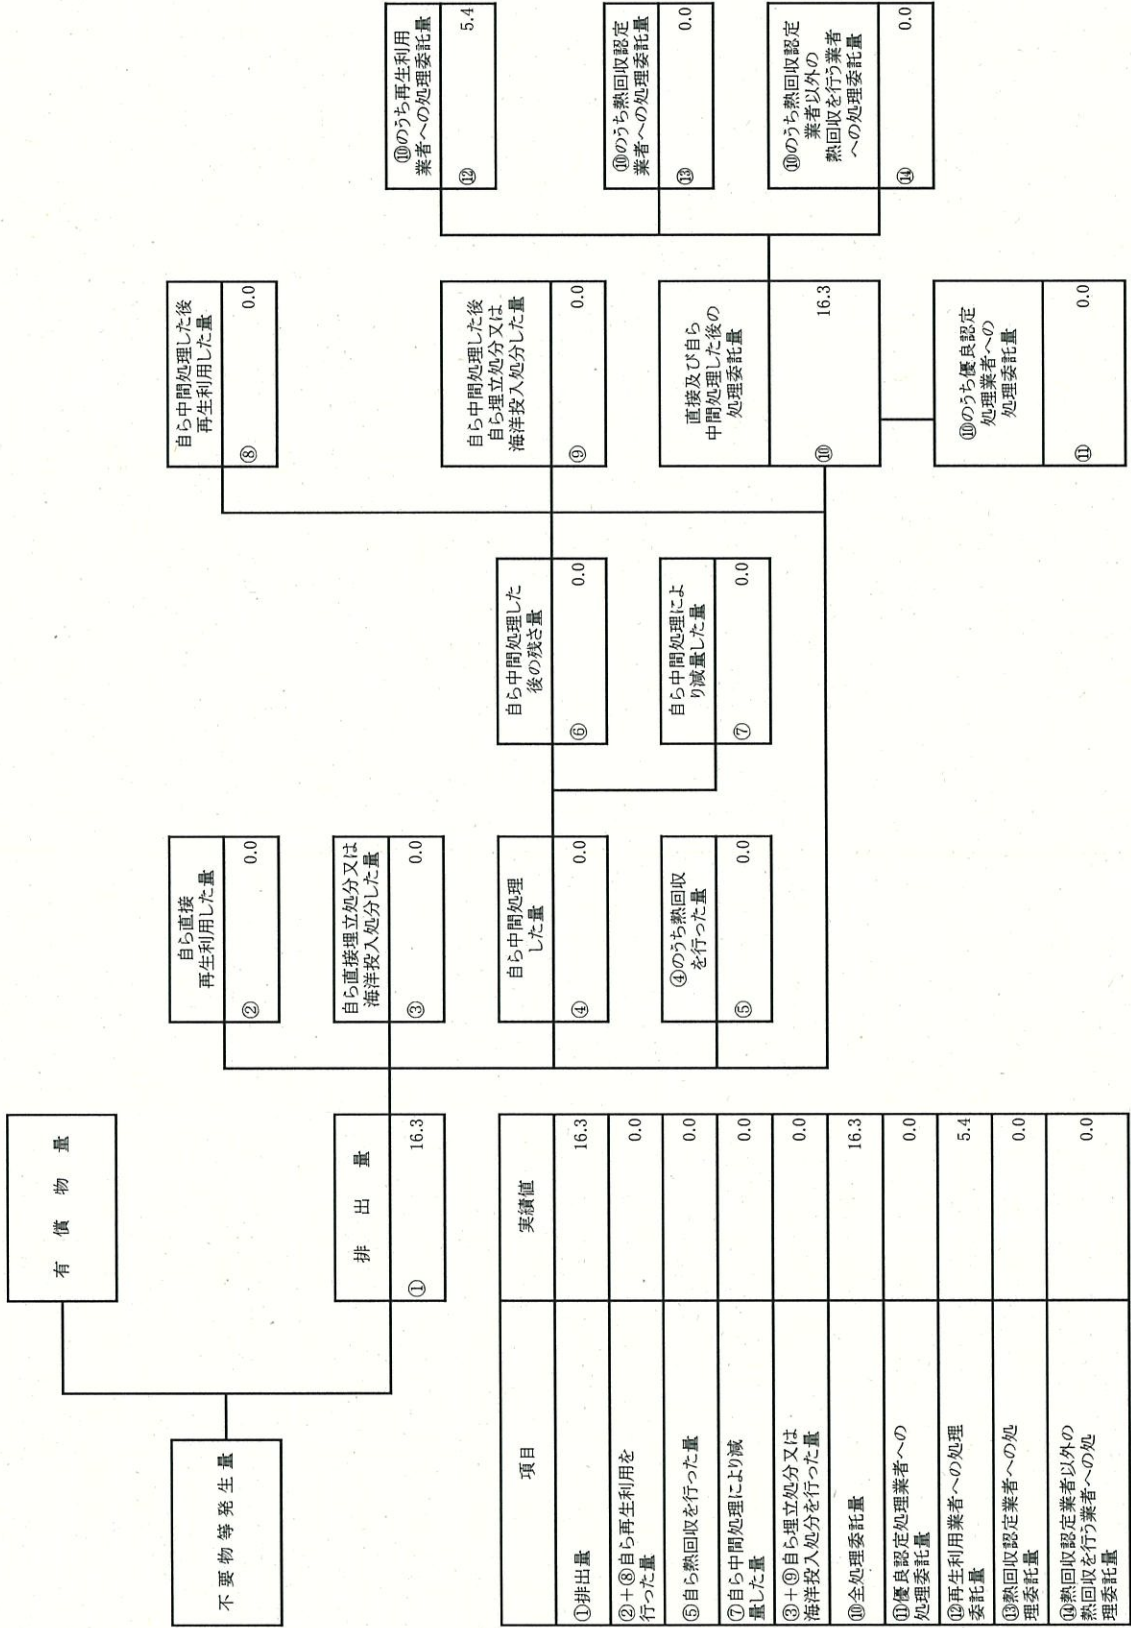 不要物等発生量
有償物量
排出量
① 16.3
自ら直接
再生利用した量
② 0.0
自ら直接埋立処分又は
海洋投入処分した量
③ 0.0
自ら中間処理
した量
④ 0.0
④のうち熱回収
を行った量
⑤ 0.0
自ら中間処理した
後の残さ量
⑥ 0.0
自ら中間処理によ
り減量した量
⑦ 0.0
自ら中間処理した後
再生利用した量
⑧ 0.0
自ら中間処理した後
自ら埋立処分又は
海洋投入処分した量
⑨ 0.0
直接及び自ら
中間処理した後の
処理委託量
⑩ 16.3
⑩のうち優良認定
処理業者への
処理委託量
⑪ 0.0
⑩のうち再生利用
業者への処理委託量
⑫ 5.4
⑩のうち熱回収認定
業者への処理委託量
⑬ 0.0
⑩のうち熱回収認定
業者以外の
熱回収を行う業者
への処理委託量
⑭ 0.0
項目 実績値
①排出量 16.3
②+⑧自ら再生利用を
行った量 0.0
⑤自ら熱回収を行った量 0.0
⑦自ら中間処理により減
量した量 0.0
③+⑨自ら埋立処分又は
海洋投入処分を行った量 0.0
⑩全処理委託量 16.3
⑪優良認定処理業者への
処理委託量 0.0
⑫再生利用業者への処理
委託量 5.4
⑬熱回収認定業者への処
理委託量 0.0
⑭熱回収認定業者以外の
熱回収を行う業者への処
理委託量 0.0